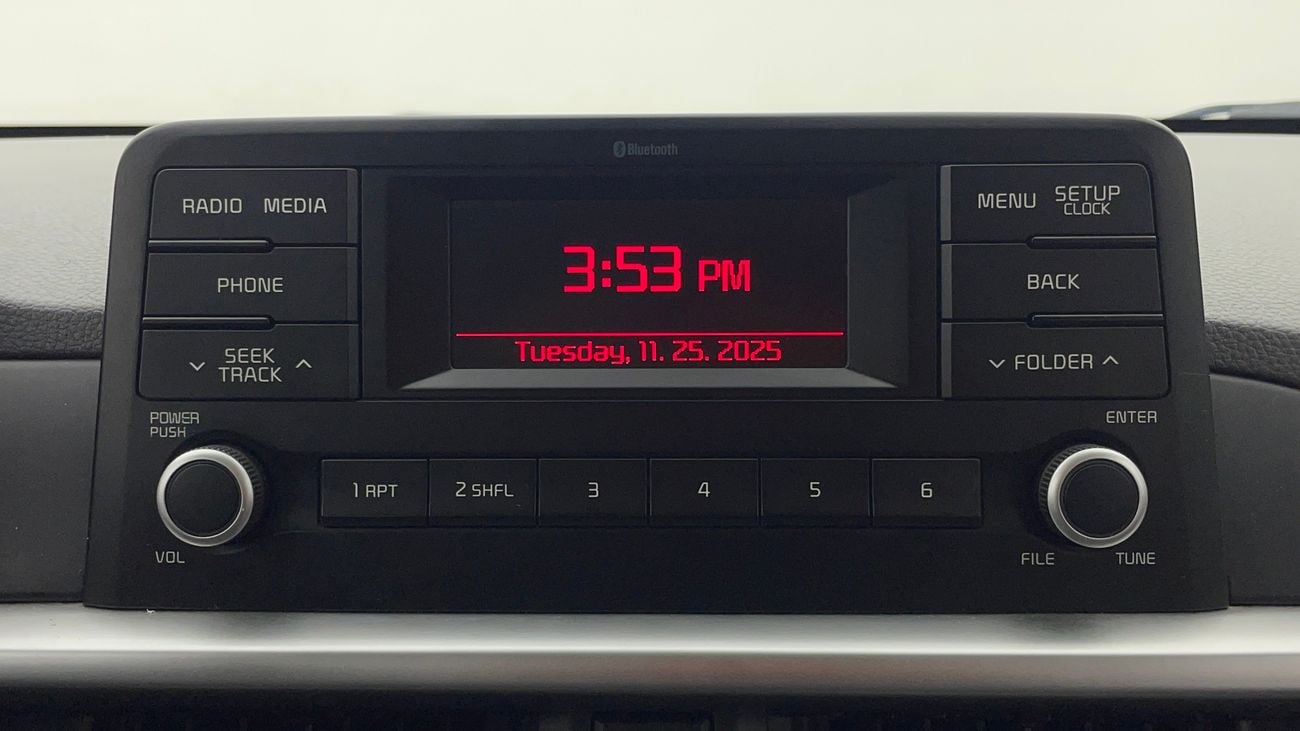 Bluetooth
RADIO MEDIA
PHONE
SEEK
TRACK
3:53 PM
Tuesday, 11. 25. 2025
MENU SETUP
CLOCK
BACK
FOLDER
POWER
PUSH
VOL
1 RPT
2 SHFL
3
4
5
6
ENTER
FILE
TUNE